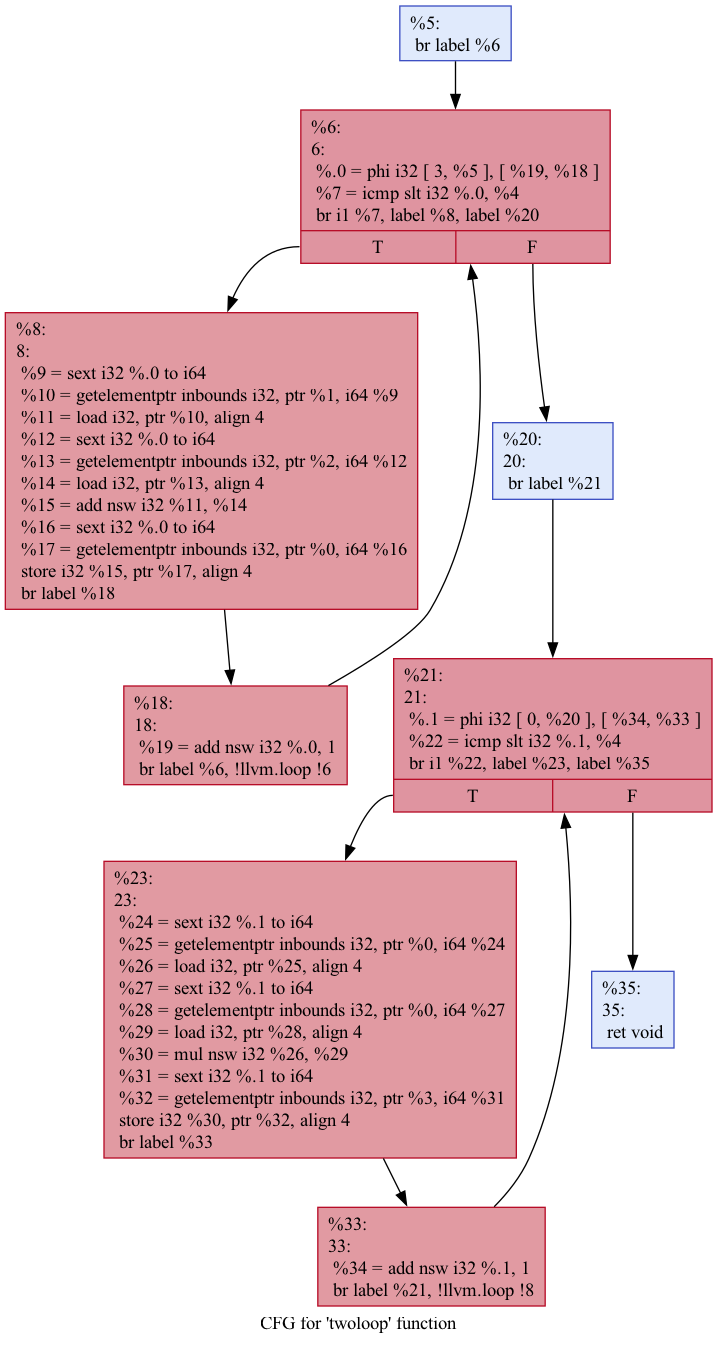 %5:
br label %6
%6:
6:
%.0 = phi i32 [ 3, %5 ], [ %19, %18 ]
%7 = icmp slt i32 %.0, %4
br i1 %7, label %8, label %20
T
F
%8:
8:
%9 = sext i32 %.0 to i64
%10 = getelementptr inbounds i32, ptr %1, i64 %9
%11 = load i32, ptr %10, align 4
%12 = sext i32 %.0 to i64
%13 = getelementptr inbounds i32, ptr %2, i64 %12
%14 = load i32, ptr %13, align 4
%15 = add nsw i32 %11, %14
%16 = sext i32 %.0 to i64
%17 = getelementptr inbounds i32, ptr %0, i64 %16
store i32 %15, ptr %17, align 4
br label %18
%18:
18:
%19 = add nsw i32 %.0, 1
br label %6, !llvm.loop !6
%20:
20:
br label %21
%21:
21:
%.1 = phi i32 [ 0, %20 ], [ %34, %33 ]
%22 = icmp slt i32 %.1, %4
br i1 %22, label %23, label %35
T
F
%23:
23:
%24 = sext i32 %.1 to i64
%25 = getelementptr inbounds i32, ptr %0, i64 %24
%26 = load i32, ptr %25, align 4
%27 = sext i32 %.1 to i64
%28 = getelementptr inbounds i32, ptr %0, i64 %27
%29 = load i32, ptr %28, align 4
%30 = mul nsw i32 %26, %29
%31 = sext i32 %.1 to i64
%32 = getelementptr inbounds i32, ptr %3, i64 %31
store i32 %30, ptr %32, align 4
br label %33
%35:
35:
ret void
%33:
33:
%34 = add nsw i32 %.1, 1
br label %21, !llvm.loop !8
CFG for 'twoloop' function